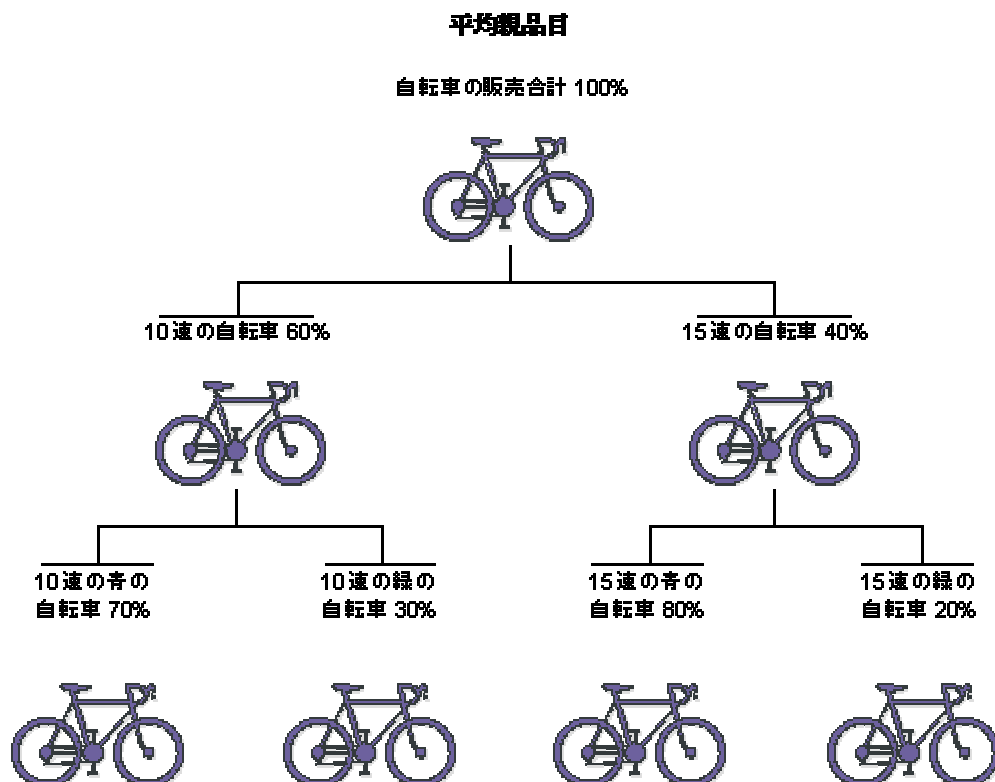 平均親品目
自転車の販売合計 100%
10速の自転車 60%
15速の自転車 40%
10速の青の
自転車 70%
10速の緑の
自転車 30%
15速の青の
自転車 80%
15速の緑の
自転車 20%